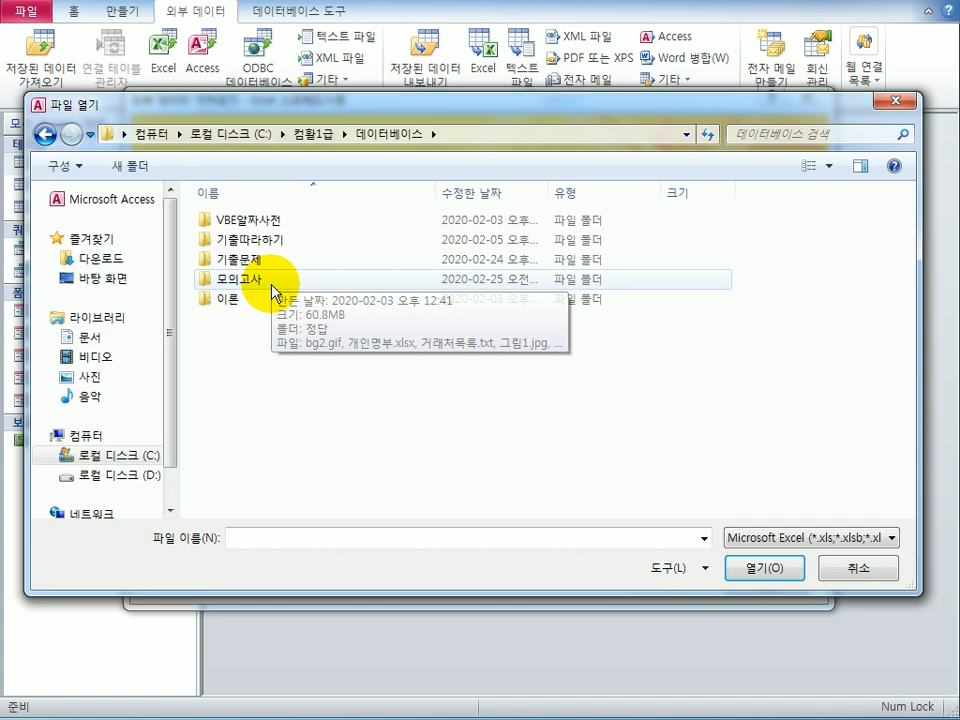 파일 홈 만들기 외부 데이터 데이터베이스 도구
저장된 데이터 가져오기
연결 테이블 관리자
Excel
Access
ODBC 데이터베이스
텍스트 파일
XML 파일
기타
저장된 데이터 내보내기
Excel
텍스트 파일
XML 파일
PDF 또는 XPS
전자 메일
Access
Word 병합(W)
기타
전자 메일 만들기
회신 관리
웹 연결 목록
파일 열기
컴퓨터 로컬 디스크 (C:) 컴활1급 데이터베이스
데이터베이스 검색
구성 새 폴더
이름 수정한 날짜 유형 크기
Microsoft Access
즐겨찾기
다운로드
바탕 화면
라이브러리
문서
비디오
사진
음악
컴퓨터
로컬 디스크 (C:)
로컬 디스크 (D:)
네트워크
VBE알짜사전 2020-02-03 오후... 파일 폴더
기출따라하기 2020-02-05 오후... 파일 폴더
기출문제 2020-02-24 오후... 파일 폴더
모의고사 2020-02-25 오전... 파일 폴더
이론 2020-02-03 오후... 파일 폴더
만든 날짜: 2020-02-03 오후 12:41
크기: 60.8MB
폴더: 정답
파일: bg2.gif, 개인명부.xlsx, 거래처목록.txt, 그림1.jpg, ...
파일 이름(N):
Microsoft Excel (*.xls;*.xlsb;*.xl
도구(L) 열기(O) 취소
준비 Num Lock